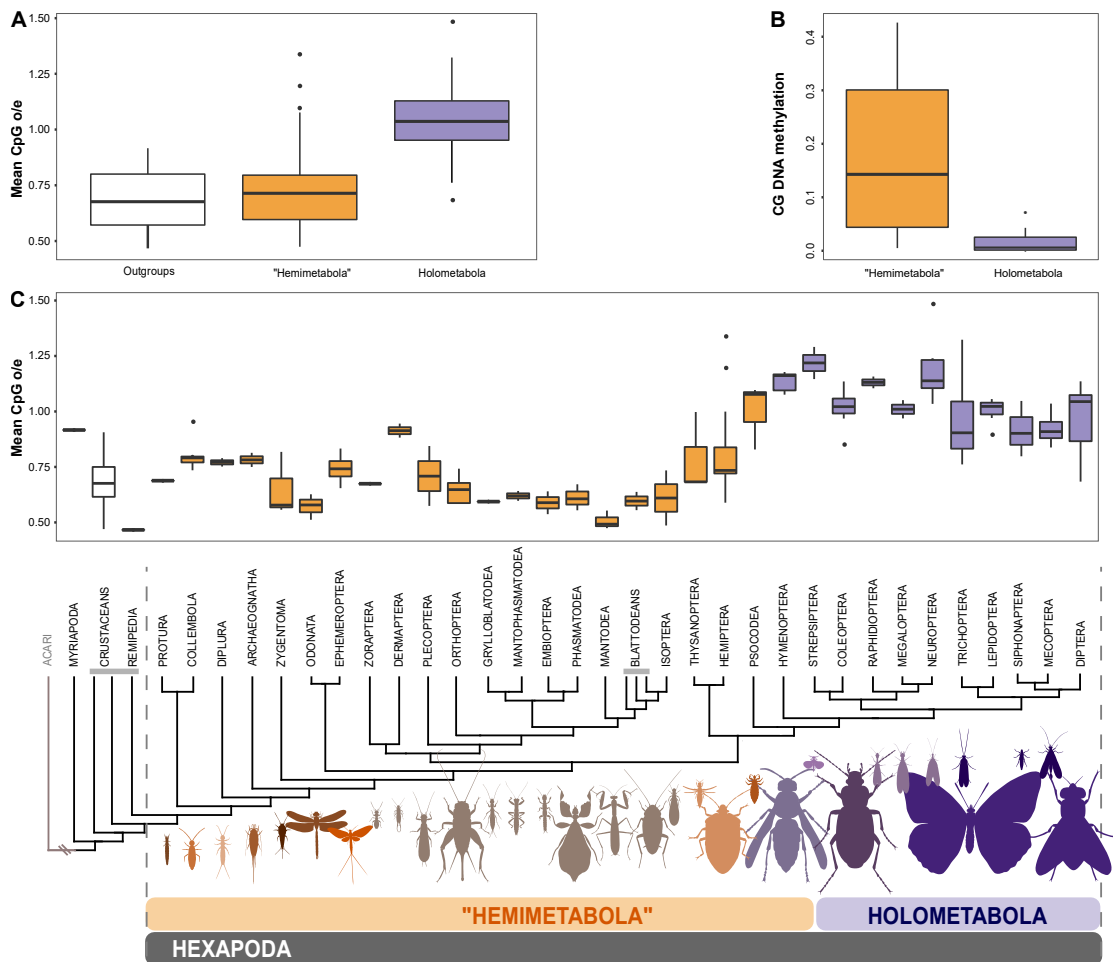 A
1.50
1.25
1.00
0.75
0.50
Mean CpG o/e
Outgroups
"Hemimetabola"
Holometabola
B
0.4
0.3
0.2
0.1
0.0
CG DNA methylation
"Hemimetabola"
Holometabola
C
1.50
1.25
1.00
0.75
0.50
Mean CpG o/e
ACARI
MYRIAPODA
CRUSTACEANS
REMIPEDIA
PROTURA
COLLEMBOLA
DIPLURA
ARCHAEOGNATHA
ZYGENTOMA
ODONATA
EPHEMEROPTERA
ZORAPTERA
DERMAPTERA
PLECOPTERA
ORTHOPTERA
GRYLLOBLATODEA
MANTOPHASMATODEA
EMBIOPTERA
PHASMATODEA
MANTODEA
BLATTODEANS
ISOPTERA
THYSANOPTERA
HEMIPTERA
PSOCODEA
HYMENOPTERA
STREPSIPTERA
COLEOPTERA
RAPHIDIOPTERA
MEGALOPTERA
NEUROPTERA
TRICHOPTERA
LEPIDOPTERA
SIPHONAPTERA
MECOPTERA
DIPTERA
"HEMIMETABOLA"
HOLOMETABOLA
HEXAPODA